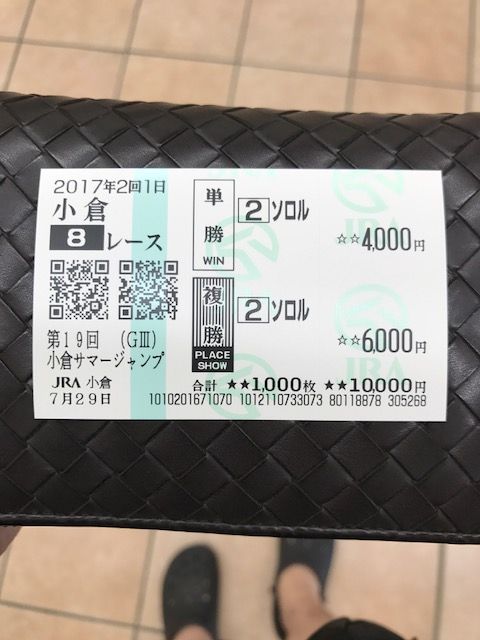 2017年2回1日
小倉
8 レース
第19回 (GⅢ)
小倉サマージャンプ
JRA 小倉
7月29日
単勝
WIN
2 ソロル
☆☆4,000円
複勝
PLACE
SHOW
2 ソロル
☆☆6,000円
合計 ★★1,000枚 ★★10,000円
1010201671070 1012110733073 80118878 305268
JRA
JRA